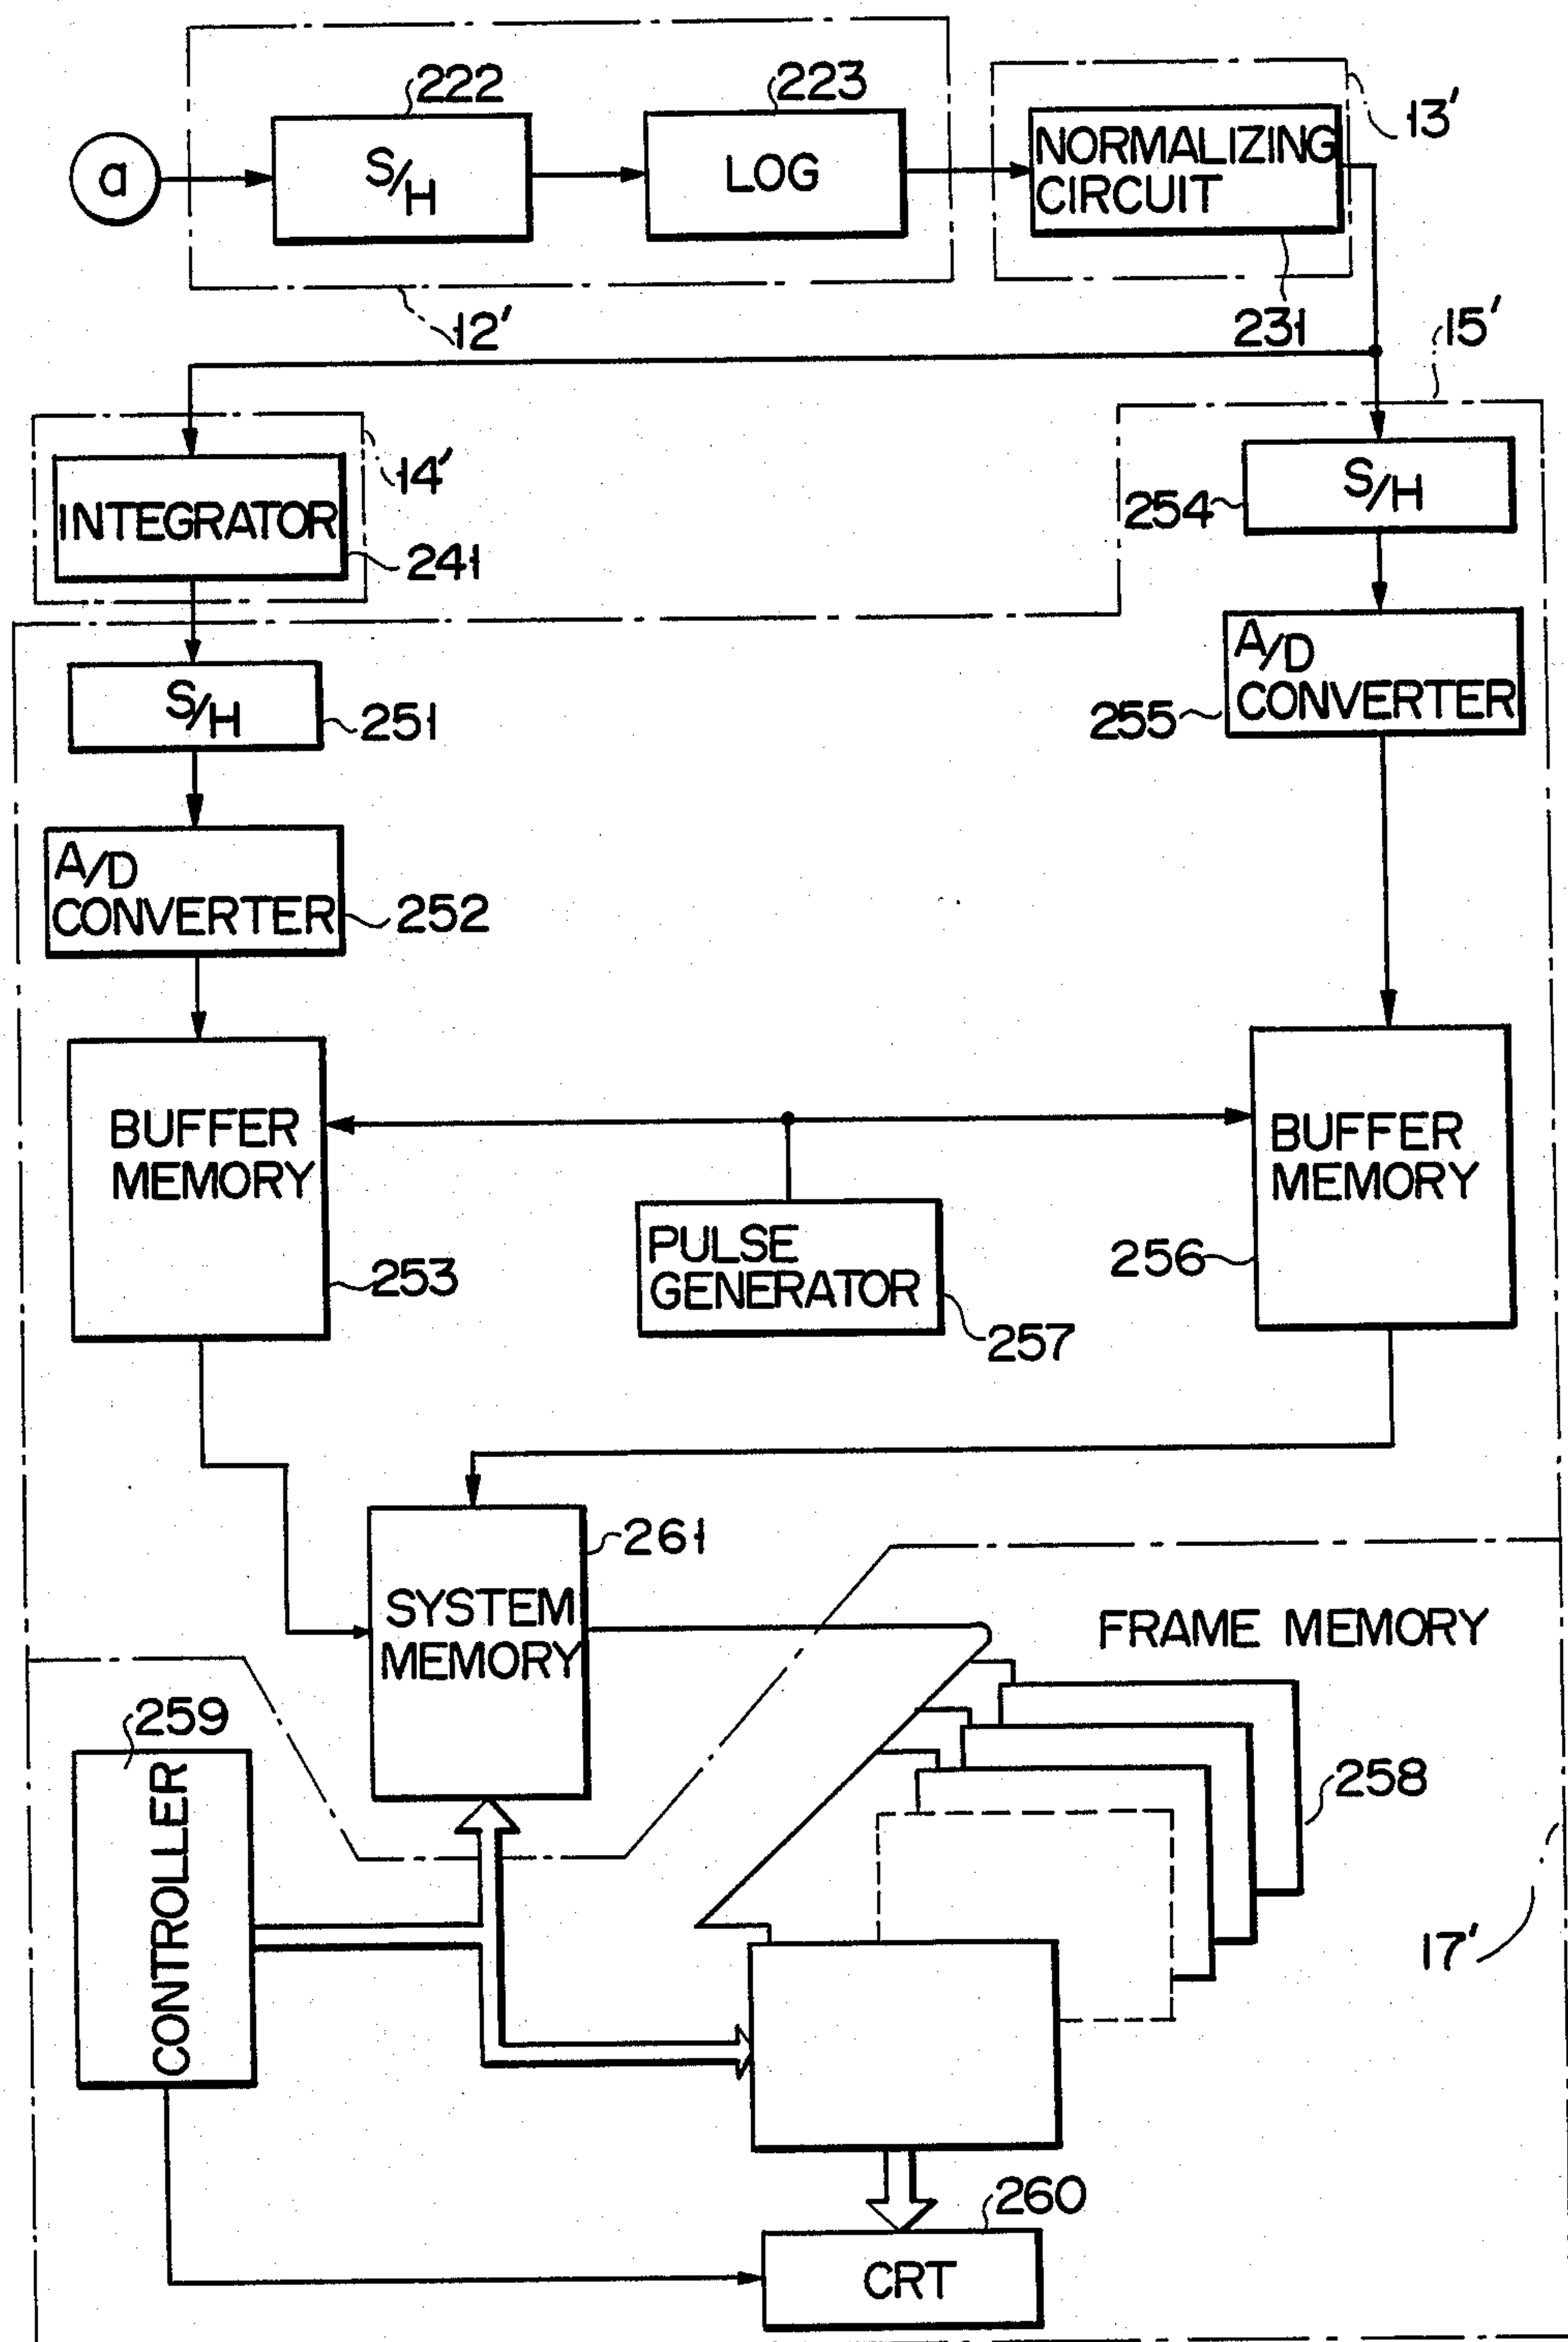 222
223
13'
a
S/H
LOG
NORMALIZING
CIRCUIT
12'
231
15'
14'
INTEGRATOR
241
254
S/H
S/H
251
A/D
CONVERTER
255
A/D
CONVERTER
252
BUFFER
MEMORY
253
BUFFER
MEMORY
256
PULSE
GENERATOR
257
261
SYSTEM
MEMORY
FRAME MEMORY
259
CONTROLLER
258
17'
260
CRT